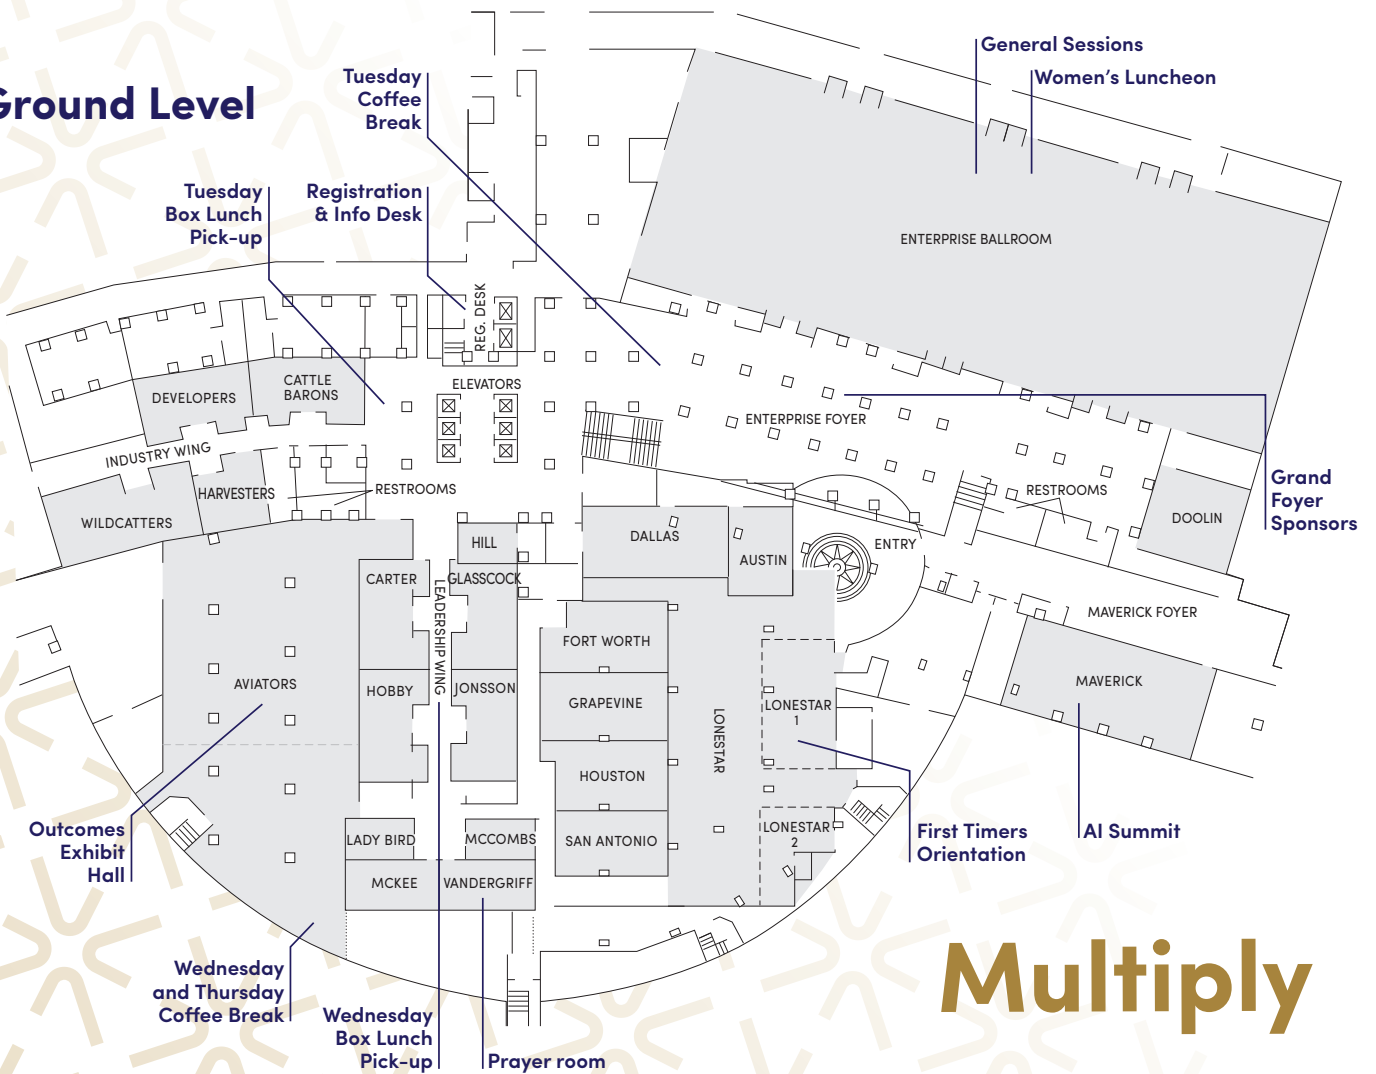 Ground Level
Tuesday
Coffee
Break
General Sessions
Women's Luncheon
Tuesday
Box Lunch
Pick-up
Registration
& Info Desk
ENTERPRISE BALLROOM
REG. DESK
ELEVATORS
CATTLE
BARONS
DEVELOPERS
ENTERPRISE FOYER
INDUSTRY WING
HARVESTERS
RESTROOMS
WILDCATTERS
RESTROOMS
Grand
Foyer
Sponsors
DOOLIN
DALLAS
AUSTIN
ENTRY
HILL
CARTER
GLASSCOCK
LEADERSHIP WING
MAVERICK FOYER
FORT WORTH
AVIATORS
HOBBY
JONSSON
GRAPEVINE
LONESTAR
LONESTAR
1
MAVERICK
HOUSTON
Outcomes
Exhibit
Hall
LADY BIRD
MCCOMBS
SAN ANTONIO
LONESTAR
2
First Timers
Orientation
AI Summit
MCKEE
VANDERGRIFF
Wednesday
and Thursday
Coffee Break
Wednesday
Box Lunch
Pick-up
Prayer room
Multiply